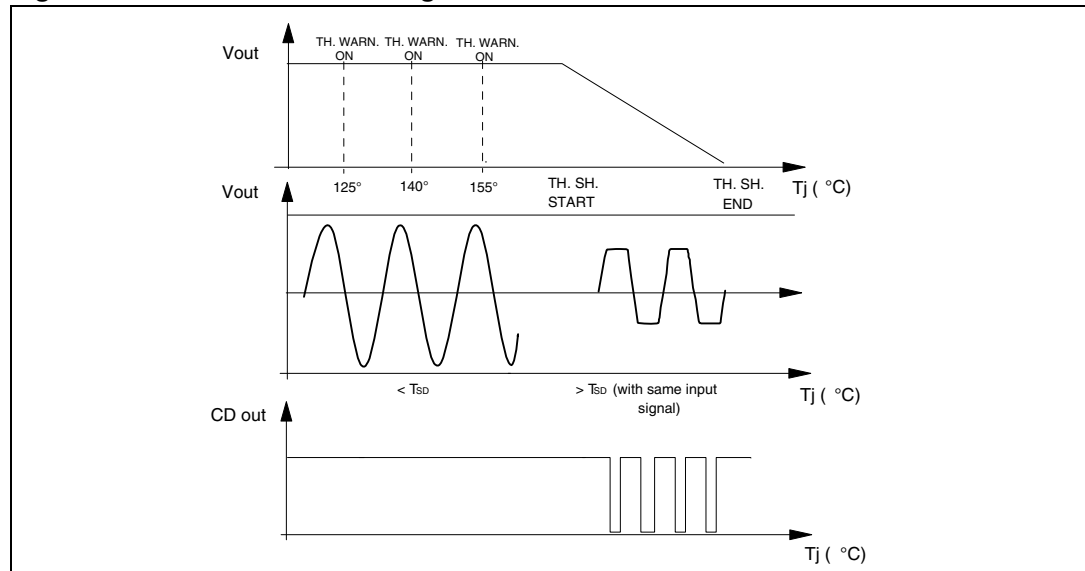 Vout
TH. WARN. TH. WARN. TH. WARN.
ON ON ON
125° 140° 155°
TH. SH.
START
TH. SH.
END
Tj ( °C)
Vout
< TSD
> TSD (with same input
signal)
Tj ( °C)
CD out
Tj ( °C)